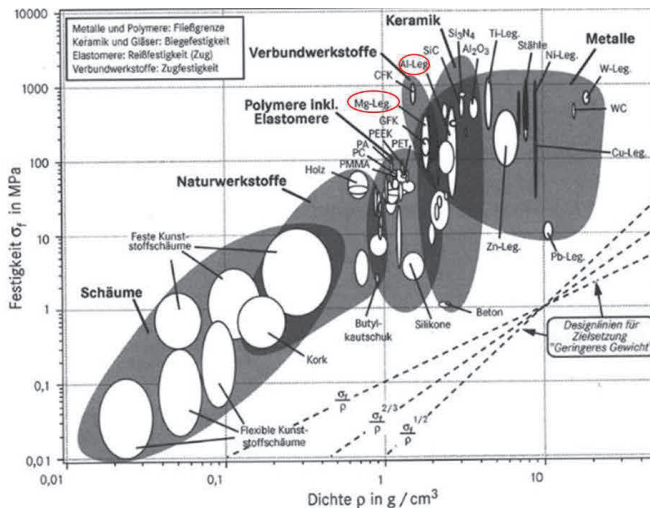 Metalle und Polymere: Fließgrenze
Keramik und Gläser: Biegefestigkeit
Elastomere: Reißfestigkeit (Zug)
Verbundwerkstoffe: Zugfestigkeit
Keramik
Si₃N₄
SiC
Al₂O₃
Ti-Leg.
Stähle
Ni-Leg.
Metalle
W-Leg.
WC
Cu-Leg.
Verbundwerkstoffe
Al-Leg.
CFK
Mg-Leg.
GFK
Polymere inkl.
Elastomere
PEEK
PA
PET
PC
PMMA
Holz
Naturwerkstoffe
Feste Kunst-
stoffschäume
Schäume
Zn-Leg.
Pb-Leg.
Silikone
Beton
Butyl-
kautschuk
Kork
Flexible Kunst-
stoffschäume
Designlinien für
Zielsetzung
"Geringeres Gewicht"
σf/ρ
σf^2/3/ρ
σf^1/2/ρ
Festigkeit σf in MPa
10000
1000
100
10
1
0,1
0,01
0,01
0,1
1
10
Dichte ρ in g/cm³